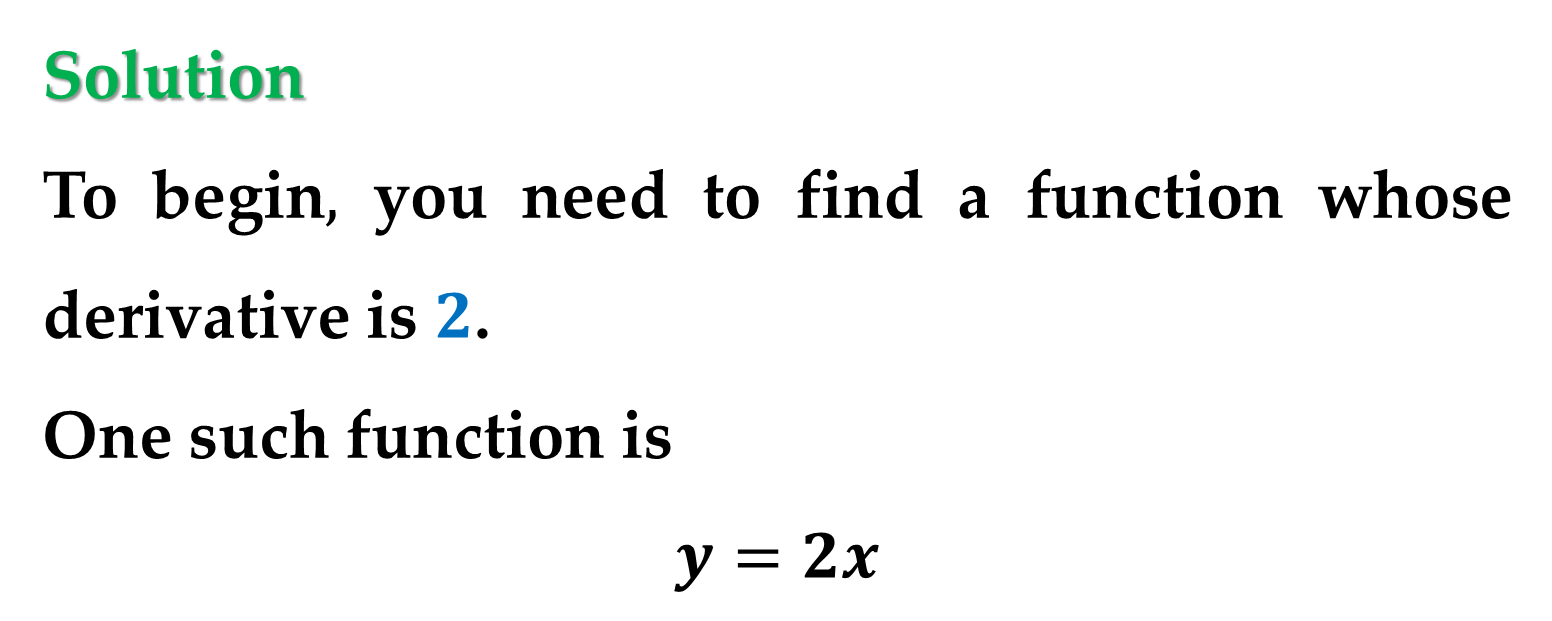 Solution
To begin, you need to find a function whose
derivative is 2.
One such function is
y = 2x